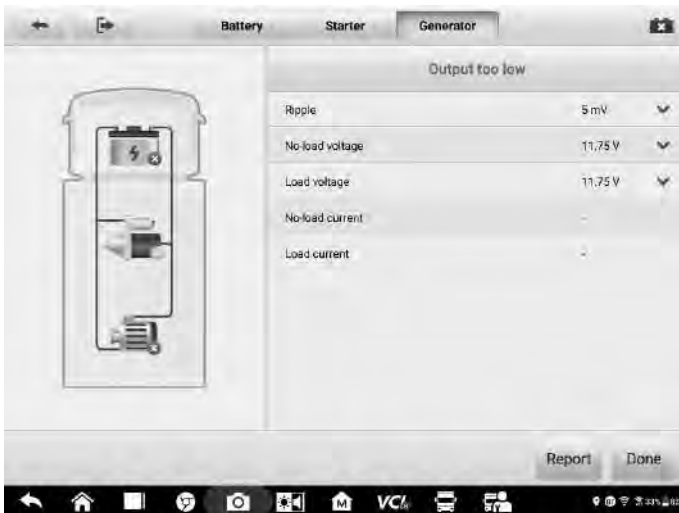 Battery Starter Generator
Output too low
Ripple 5 mV
No-load voltage 11.75 V
Load voltage 11.75 V
No-load current -
Load current -
Report Done
M VCI